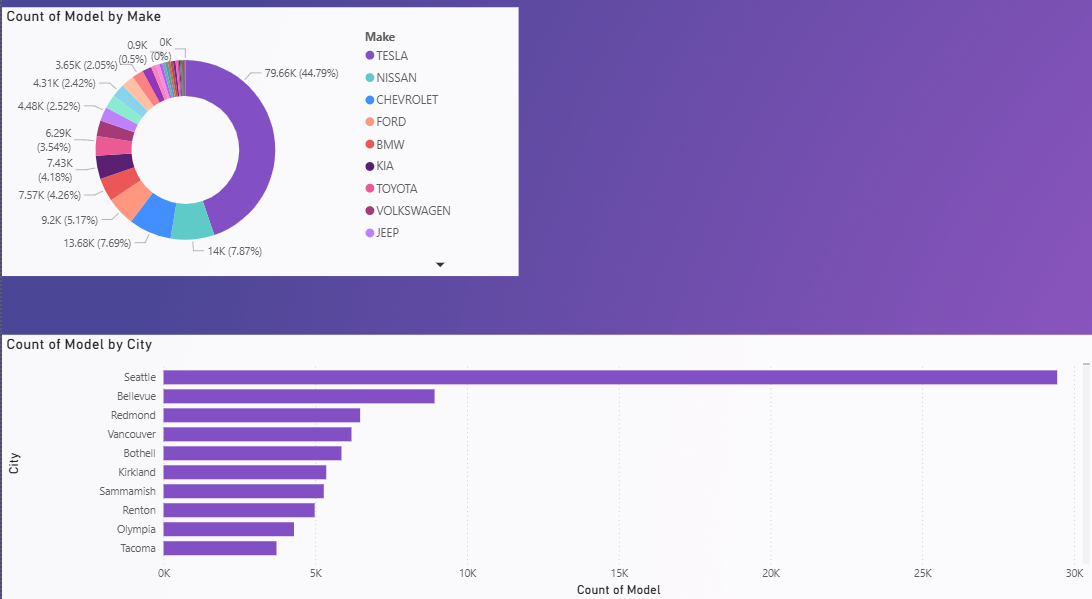 Count of Model by Make
0.9K
(0.5%)
0K
(0%)
3.65K (2.05%)
4.31K (2.42%)
4.48K (2.52%)
6.29K
(3.54%)
7.43K
(4.18%)
7.57K (4.26%)
9.2K (5.17%)
13.68K (7.69%)
14K (7.87%)
79.66K (44.79%)
Make
TESLA
NISSAN
CHEVROLET
FORD
BMW
KIA
TOYOTA
VOLKSWAGEN
JEEP
Count of Model by City
City
Seattle
Bellevue
Redmond
Vancouver
Bothell
Kirkland
Sammamish
Renton
Olympia
Tacoma
0K 5K 10K 15K 20K 25K 30K
Count of Model